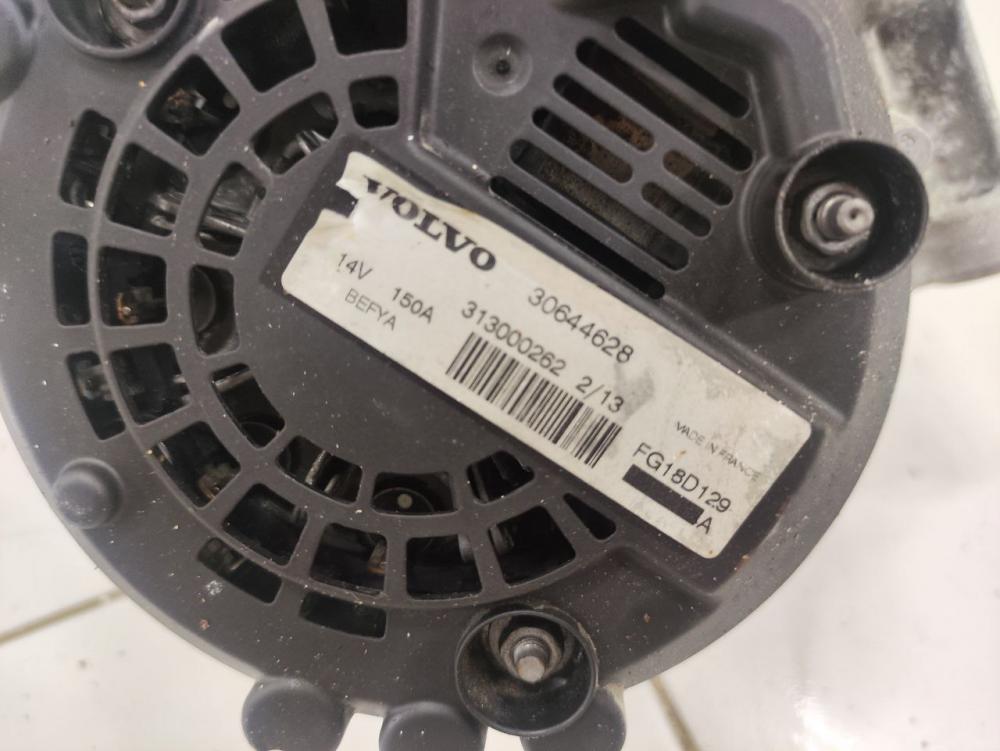 VOLVO 30644628
14V 150A 313000262 2/13
BEFYA
MADE IN FRANCE
FG18D129
A